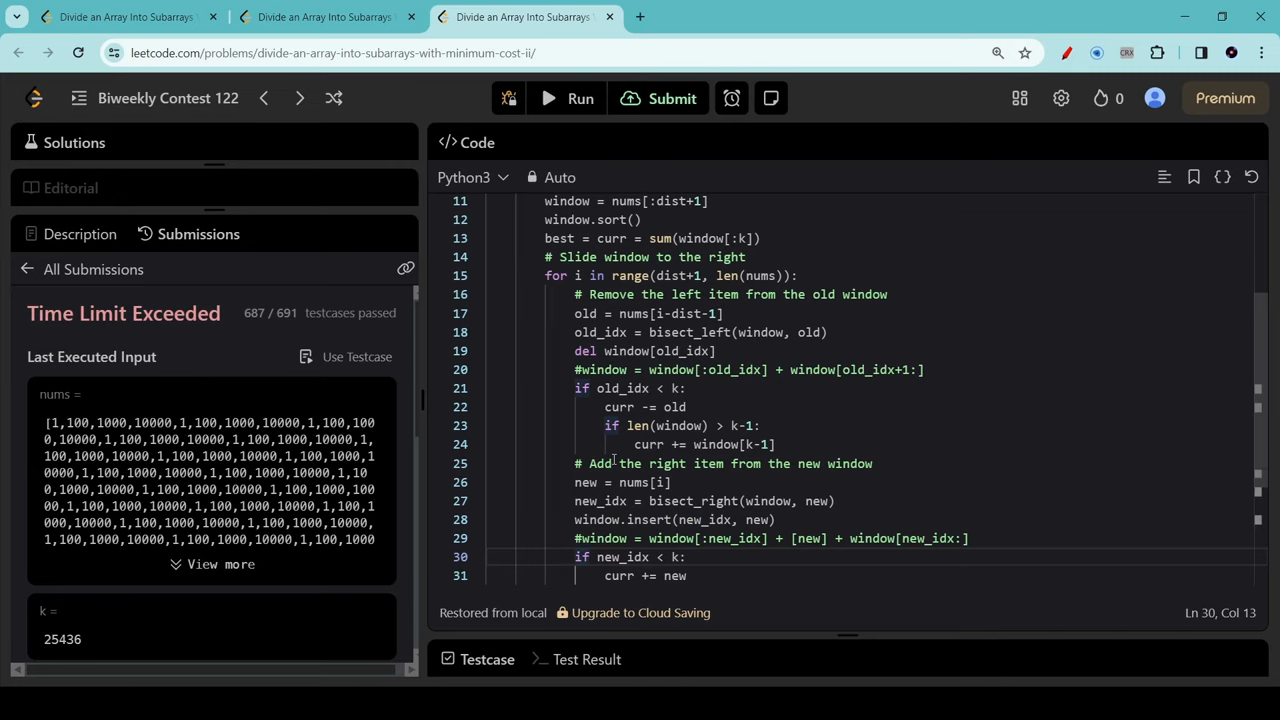 Divide an Array Into Subarrays
Divide an Array Into Subarrays
Divide an Array Into Subarrays
leetcode.com/problems/divide-an-array-into-subarrays-with-minimum-cost-ii/
CRX
Biweekly Contest 122
Run
Submit
0
Premium
Solutions
Editorial
Description
Submissions
All Submissions
Time Limit Exceeded
687 / 691 testcases passed
Last Executed Input
Use Testcase
nums =
[1,100,1000,10000,1,100,1000,10000,1,100,100
0,10000,1,100,1000,10000,1,100,1000,10000,1,
100,1000,10000,1,100,1000,10000,1,100,1000,1
0000,1,100,1000,10000,1,100,1000,10000,1,100
,1000,10000,1,100,1000,10000,1,100,1000,1000
0,1,100,1000,10000,1,100,1000,10000,1,100,10
00,10000,1,100,1000,10000,1,100,1000,10000,
1,100,1000,10000,1,100,1000,10000,1,100,1000
View more
k =
25436
</> Code
Python3
Auto
11 window = nums[:dist+1]
12 window.sort()
13 best = curr = sum(window[:k])
14 # Slide window to the right
15 for i in range(dist+1, len(nums)):
16 # Remove the left item from the old window
17 old = nums[i-dist-1]
18 old_idx = bisect_left(window, old)
19 del window[old_idx]
20 #window = window[:old_idx] + window[old_idx+1:]
21 if old_idx < k:
22 curr -= old
23 if len(window) > k-1:
24 curr += window[k-1]
25 # Add the right item from the new window
26 new = nums[i]
27 new_idx = bisect_right(window, new)
28 window.insert(new_idx, new)
29 #window = window[:new_idx] + [new] + window[new_idx:]
30 if new_idx < k:
31 curr += new
Restored from local
Upgrade to Cloud Saving
Ln 30, Col 13
Testcase
Test Result